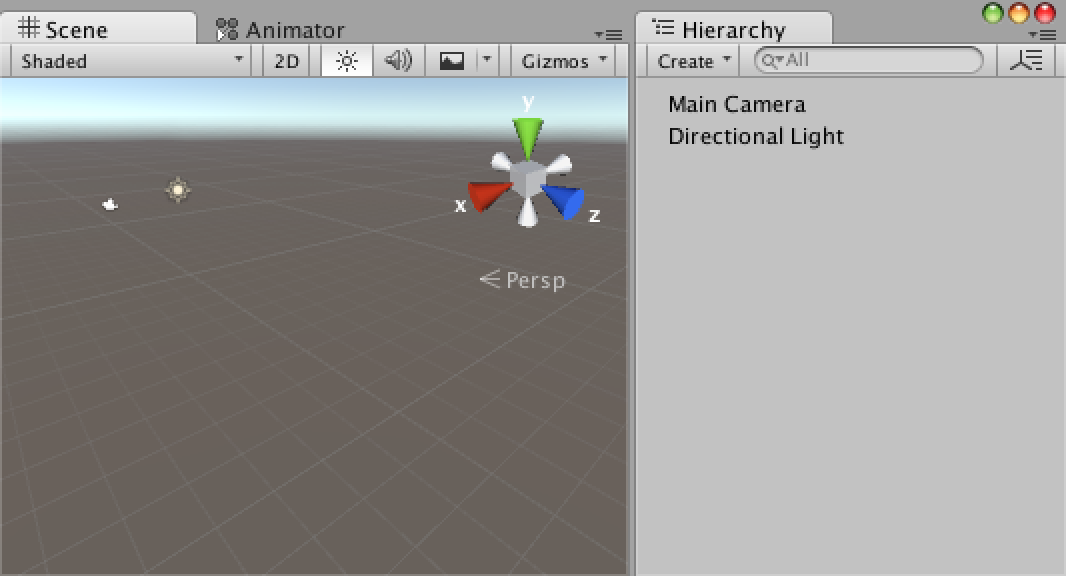 Scene
Animator
Shaded
2D
Gizmos
y
x
z
Persp
Hierarchy
Create
All
Main Camera
Directional Light